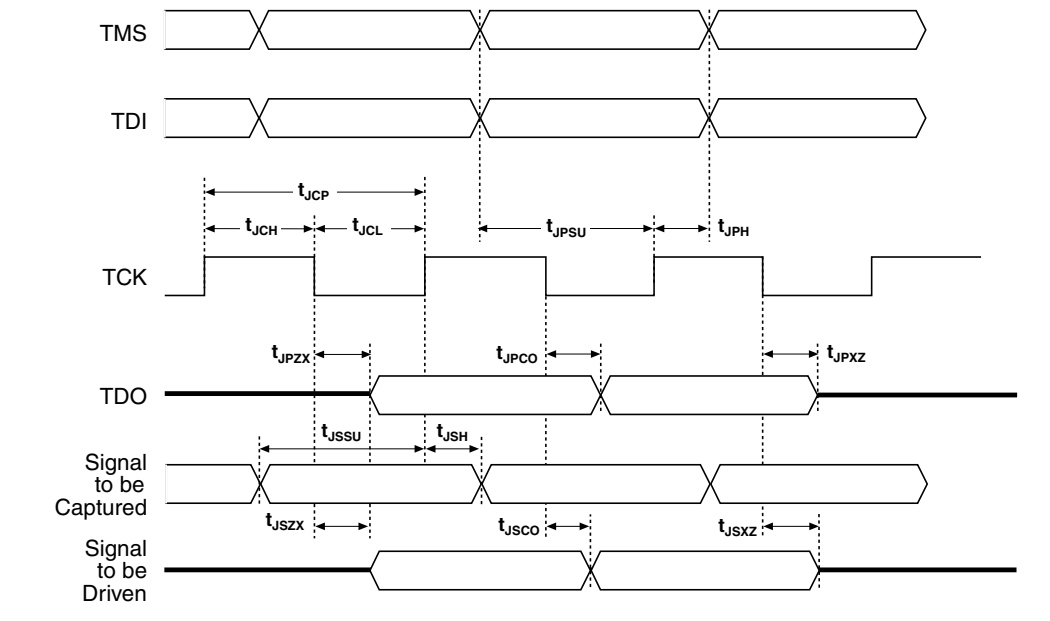 TMS
TDI
tJCP
tJCH tJCL tJPSU tJPH
TCK
tJPZX tJPCO tJPXZ
TDO
tJSSU tJSH
Signal
to be
Captured
tJSZX tJSCO tJSXZ
Signal
to be
Driven